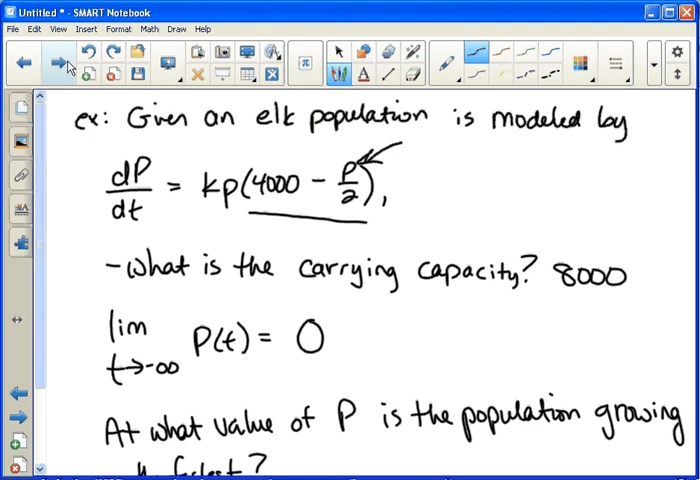 Untitled * - SMART Notebook
File Edit View Insert Format Math Draw Help
π
A
ex: Given an elk population is modeled by
dP/dt = kp(4000 - P/2),
- What is the carrying capacity? 8000
lim P(t) = 0
t→-∞
At what value of P is the population growing
fastest?